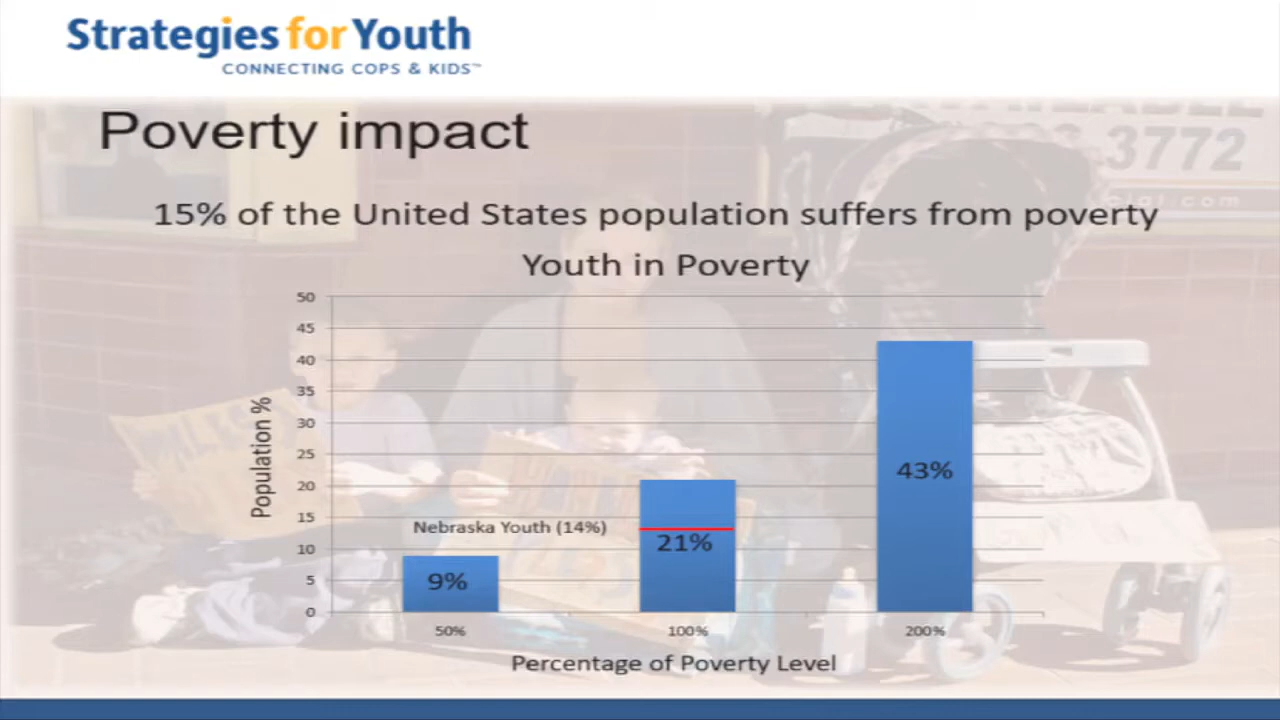 Strategies for Youth
CONNECTING COPS & KIDS™
Poverty impact
3772
15% of the United States population suffers from poverty
Youth in Poverty
50
45
40
35
30
25
20
15
10
5
0
Population %
Nebraska Youth (14%)
9%
21%
43%
50%
100%
200%
Percentage of Poverty Level